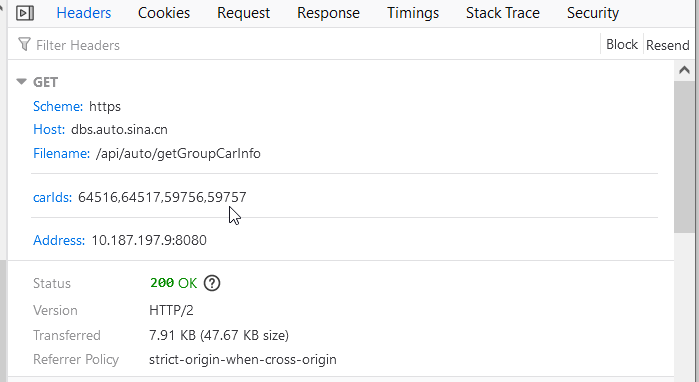 Headers Cookies Request Response Timings Stack Trace Security
Filter Headers Block Resend
GET
Scheme: https
Host: dbs.auto.sina.cn
Filename: /api/auto/getGroupCarInfo
carIds: 64516,64517,59756,59757
Address: 10.187.197.9:8080
Status 200 OK ?
Version HTTP/2
Transferred 7.91 KB (47.67 KB size)
Referrer Policy strict-origin-when-cross-origin